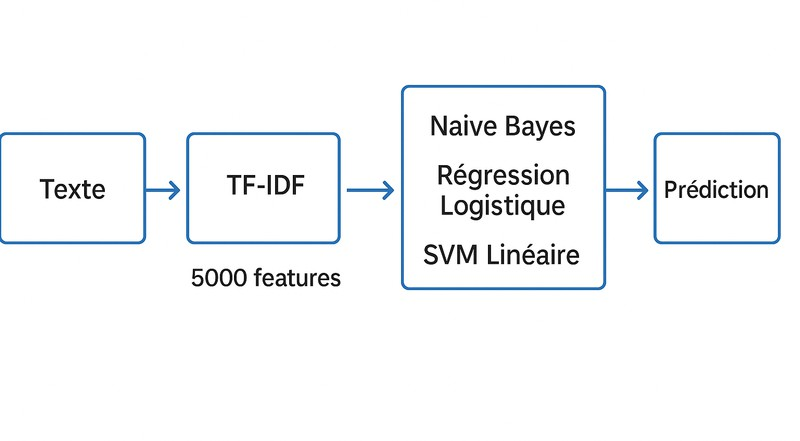 Texte
TF-IDF
5000 features
Naive Bayes
Régression
Logistique
SVM Linéaire
Prédiction